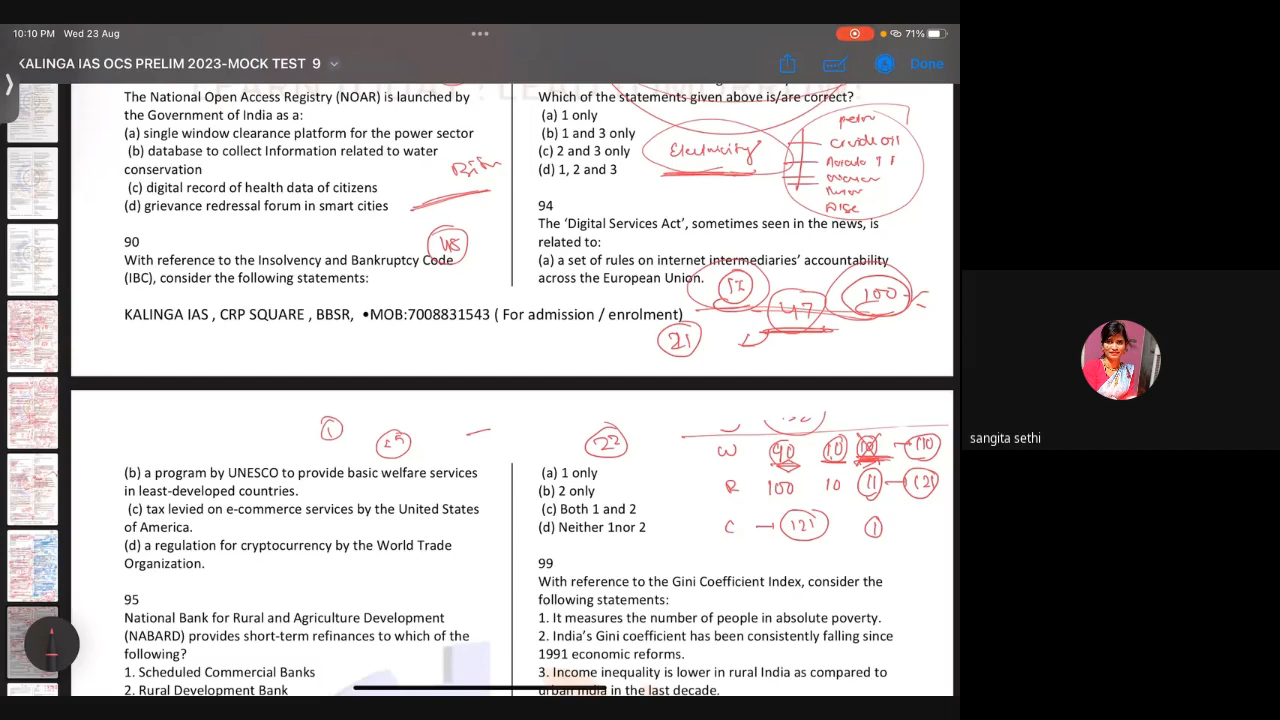 10:10 PM Wed 23 Aug
71%
KALINGA IAS OCS PRELIM 2023-MOCK TEST 9
Done
The National Open Access (NOAR) is launched by
the Government of India
a) single window clearance platform for the power sector
(b) database to collect Information related to water
conservation
(c) digital of health of citizens
(d) grievance redressal forum in smart cities
90
With reference to the Insolvency and Bankruptcy Code
(IBC), consider the following statements:
Which of the statements given above is/are correct?
(a) 1 only
(b) 1 and 3 only
(c) 2 and 3 only
(d) 1, 2 and 3
Electricity
crude oil
Rise
94
The ‘Digital Services Act’, sometimes seen in the news, is
related to:
(a) a set of rules on internet intermediaries’ accountability
across the European Union.
18
47
100
21
KALINGA IAS , CRP SQUARE , BBSR, •MOB:7008831343 ( For admission / enrolment)
1
22
(b) a program by UNESCO to provide basic welfare services
in least-developed countries.
(c) tax levied on e-commerce services by the United States
of America
(d) a regulation for cryptocurrency by the World Trade
Organization
95
National Bank for Rural and Agriculture Development
(NABARD) provides short-term refinances to which of the
following?
1. Scheduled Commercial Banks
(a) 1 only
(b) 2 only
(c) Both 1 and 2
(d) Neither 1nor 2
W 90 10 110
R 100 10 11 121
C 121 1
99
With reference to the Gini Coefficient Index, consider the
following statements:
1. It measures the number of people in absolute poverty.
2. India’s Gini coefficient has been consistently falling since
1991 economic reforms.
3. Income inequality is lower in rural India as compared to
urban India in the last decade.
sangita sethi